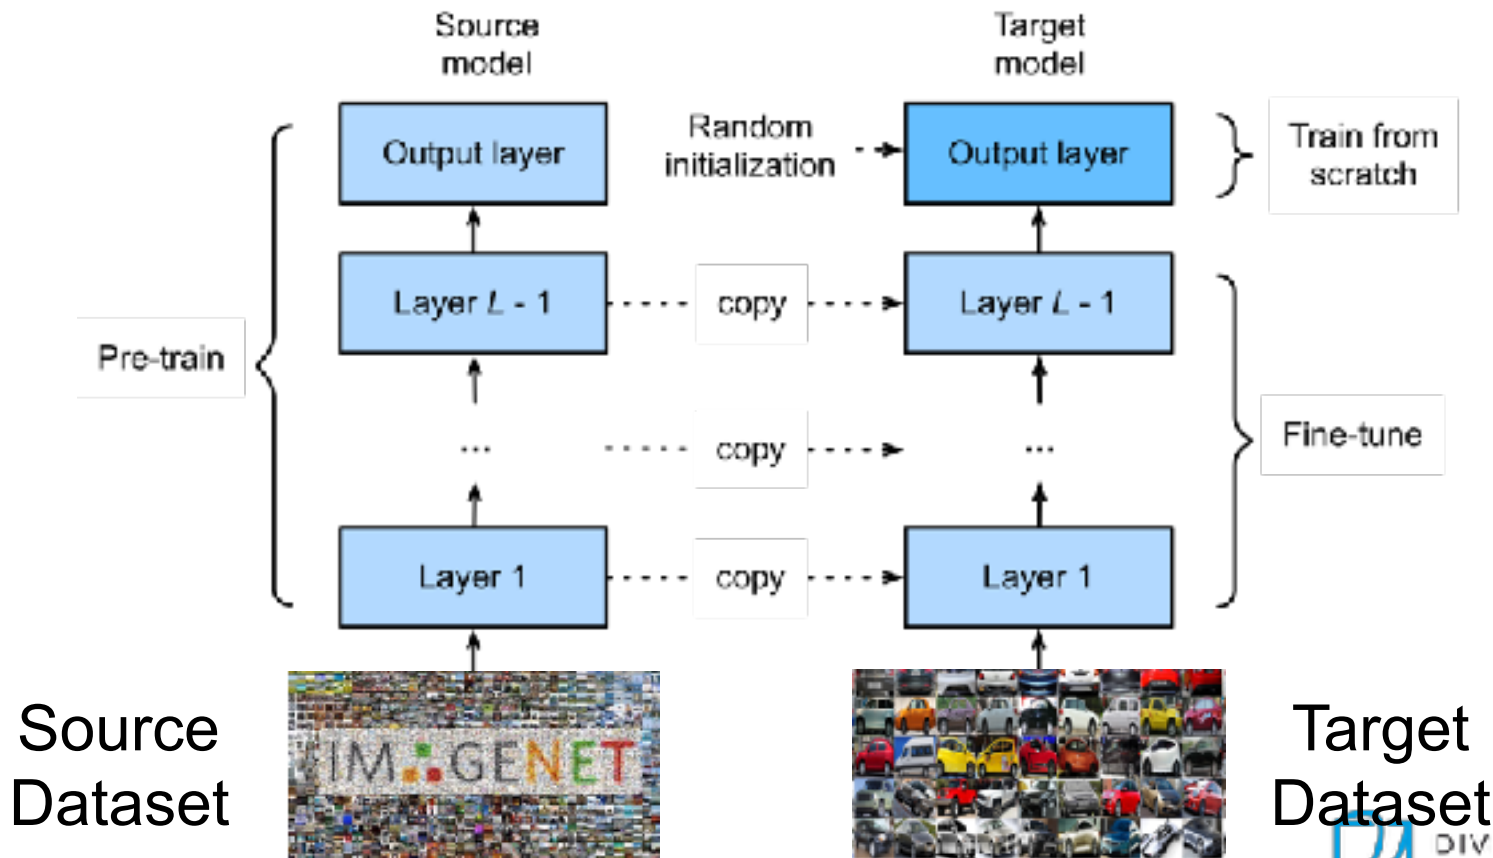 Source
model
Target
model
Output layer
Random
initialization
Output layer
Train from
scratch
Layer L - 1
copy
Layer L - 1
Pre-train
...
copy
...
Fine-tune
Layer 1
copy
Layer 1
Source
Dataset
IMAGENET
Target
Dataset
DIV